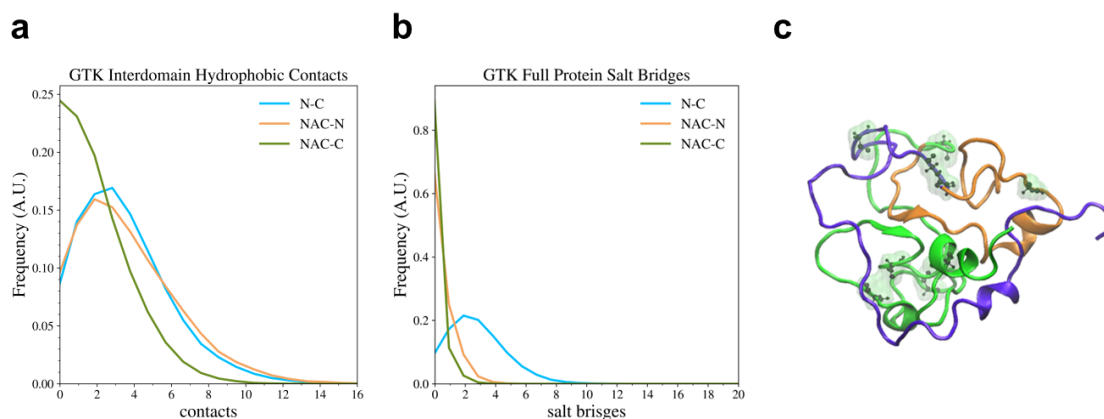 a
b
c
GTK Interdomain Hydrophobic Contacts
N-C
NAC-N
NAC-C
Frequency (A.U.)
0.25
0.20
0.15
0.10
0.05
0.00
0 2 4 6 8 10 12 14 16
contacts
GTK Full Protein Salt Bridges
N-C
NAC-N
NAC-C
Frequency (A.U.)
0.8
0.6
0.4
0.2
0.0
0 2 4 6 8 10 12 14 16 18 20
salt brisges